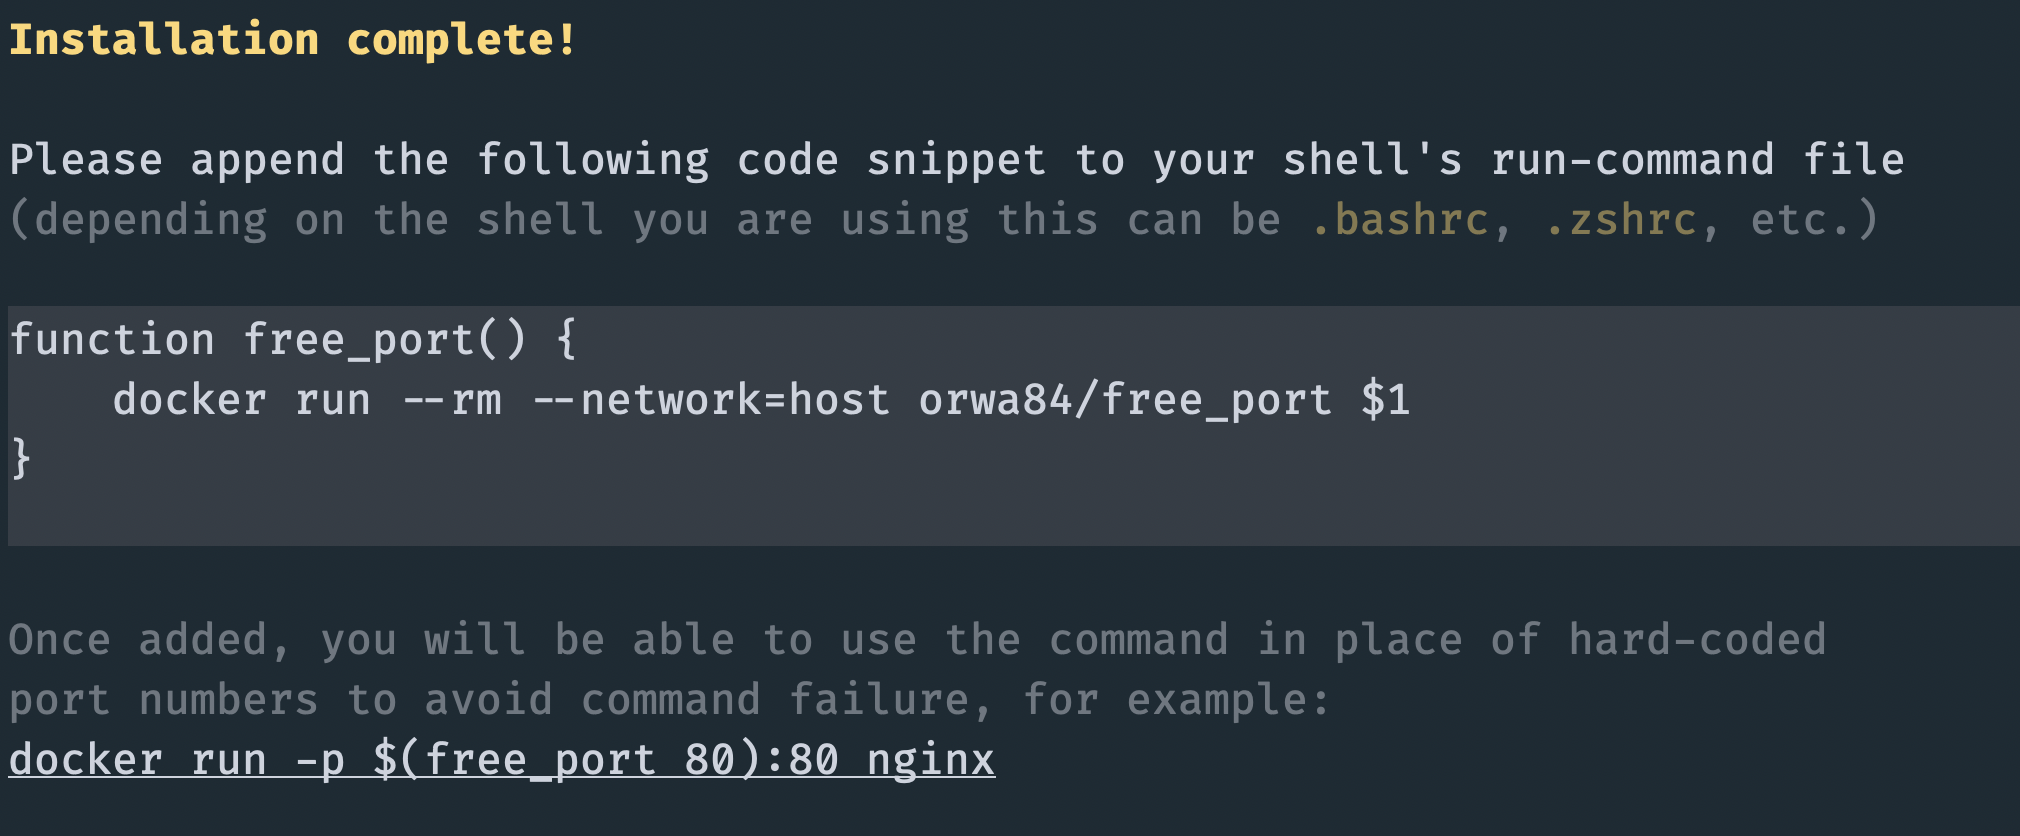 Installation complete!
Please append the following code snippet to your shell's run-command file
(depending on the shell you are using this can be .bashrc, .zshrc, etc.)
function free_port() {
    docker run --rm --network=host orwa84/free_port $1
}
Once added, you will be able to use the command in place of hard-coded
port numbers to avoid command failure, for example:
docker run -p $(free_port 80):80 nginx